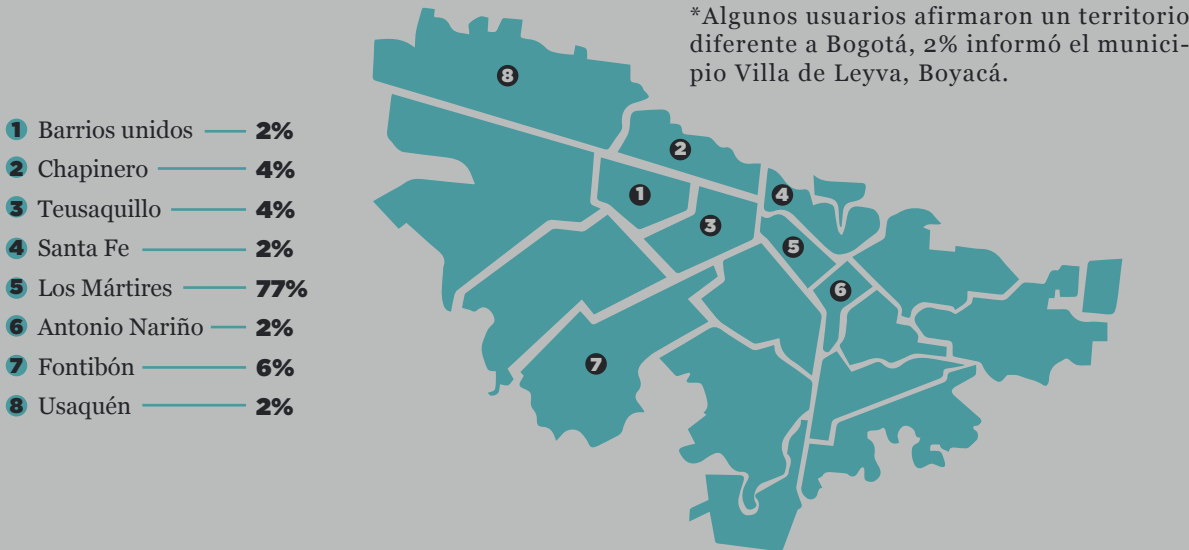 *Algunos usuarios afirmaron un territorio
diferente a Bogotá, 2% informó el munici-
pio Villa de Leyva, Boyacá.
1 Barrios unidos 2%
2 Chapinero 4%
3 Teusaquillo 4%
4 Santa Fe 2%
5 Los Mártires 77%
6 Antonio Nariño 2%
7 Fontibón 6%
8 Usaquén 2%
8
2
1
4
3
5
6
7